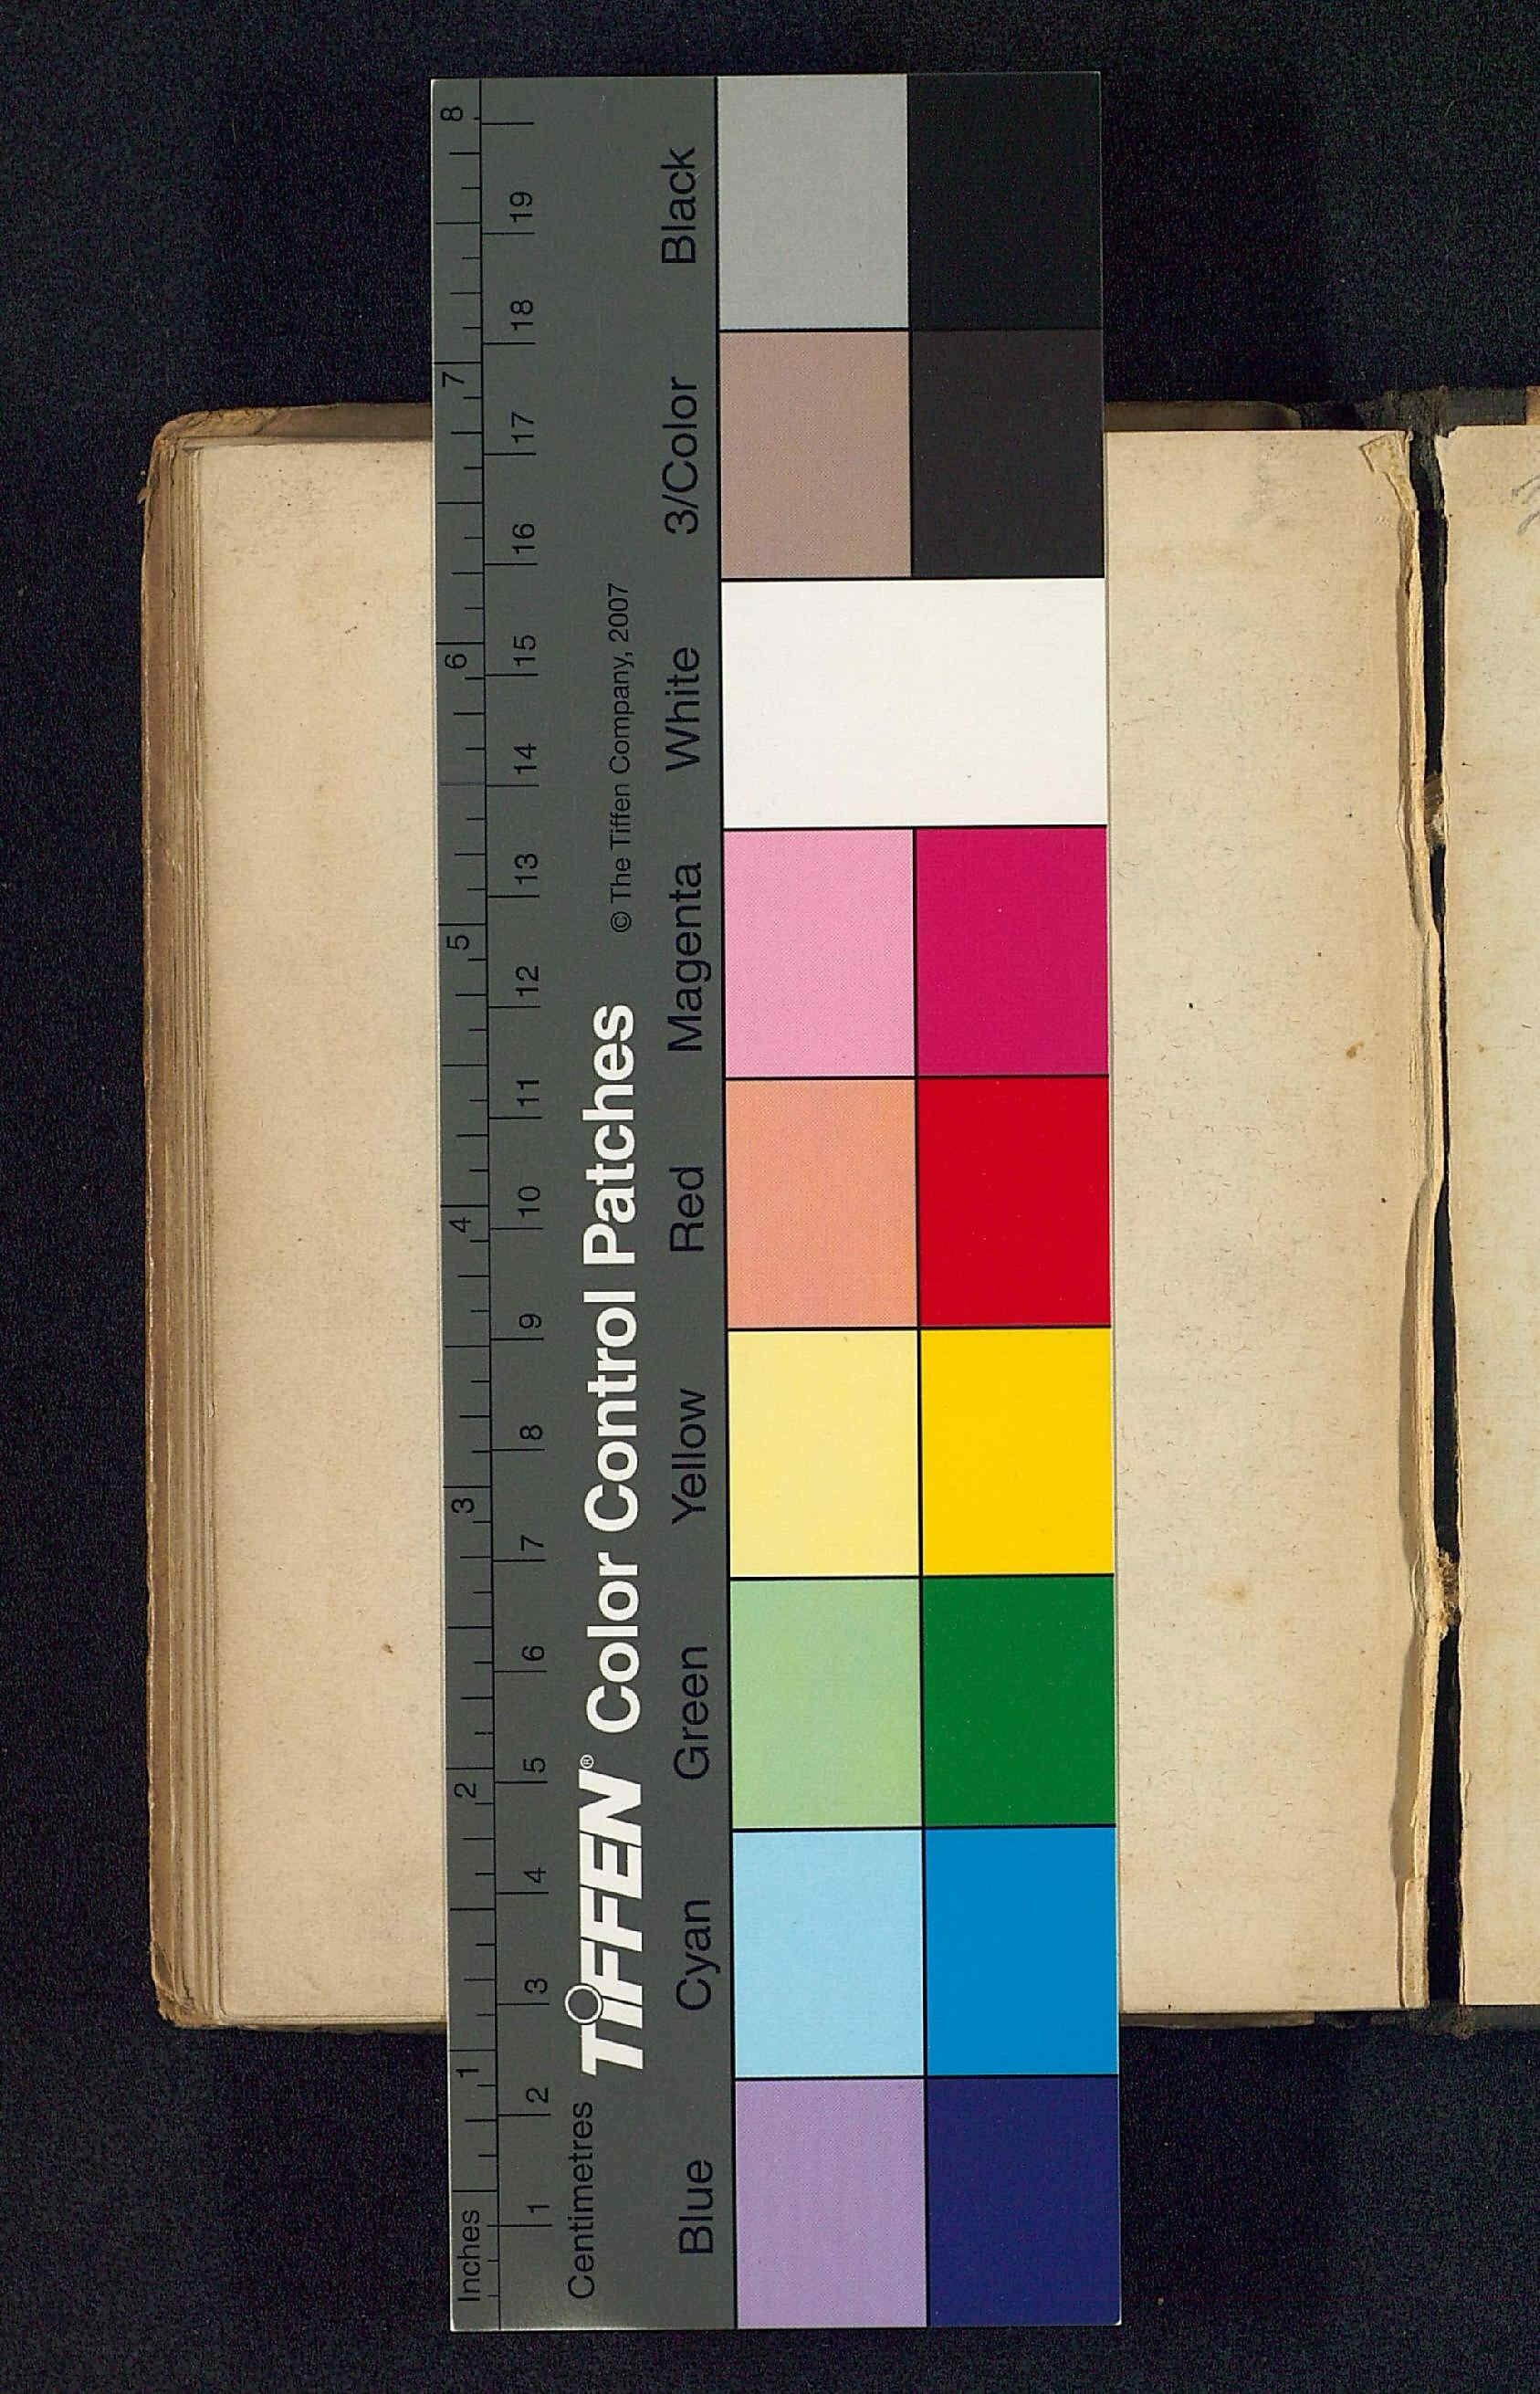 Inches 1 2 3 4 5 6 7 8
1 2 3 4 5 6 7 8 9 10 11 12 13 14 15 16 17 18 19
Centimetres
TIFFEN® Color Control Patches © The Tiffen Company, 2007
Blue Cyan Green Yellow Red Magenta White 3/Color Black